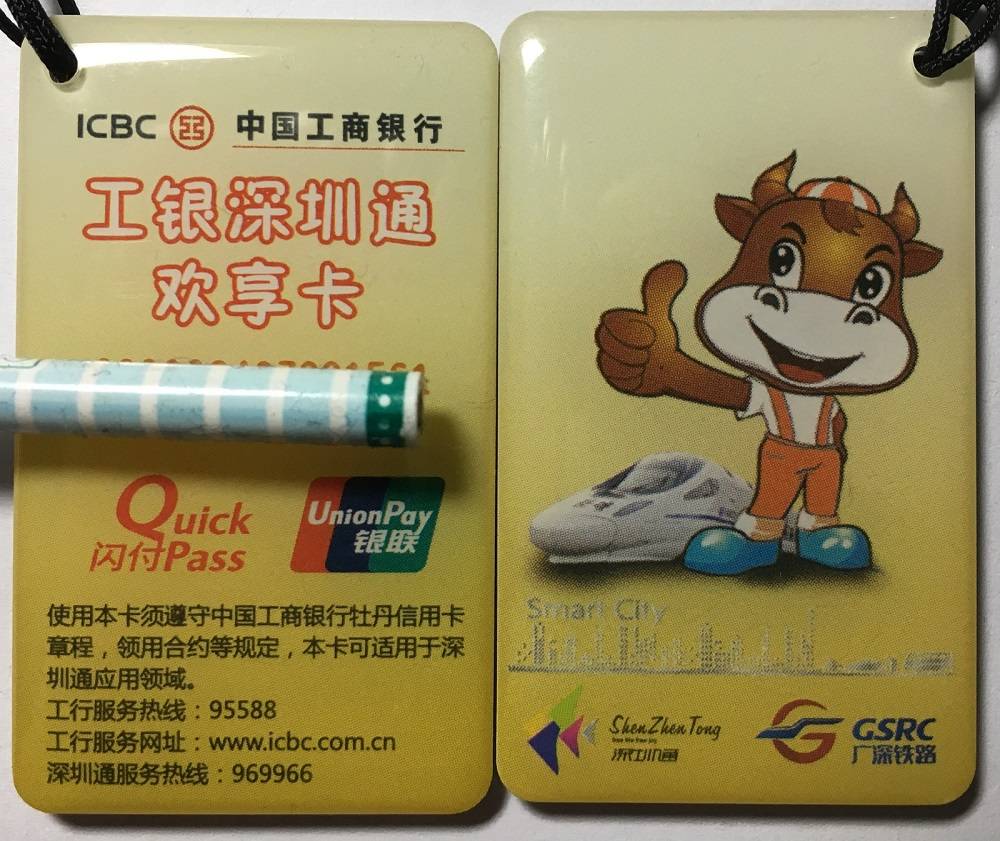 ICBC 中国工商银行
工银深圳通
欢享卡
Quick
闪付Pass
UnionPay
银联
使用本卡须遵守中国工商银行牡丹信用卡
章程，领用合约等规定，本卡可适用于深
圳通应用领域。
工行服务热线：95588
工行服务网址：www.icbc.com.cn
深圳通服务热线：969966
Smart City
ShenZhenTong
深圳通
GSRC
广深铁路